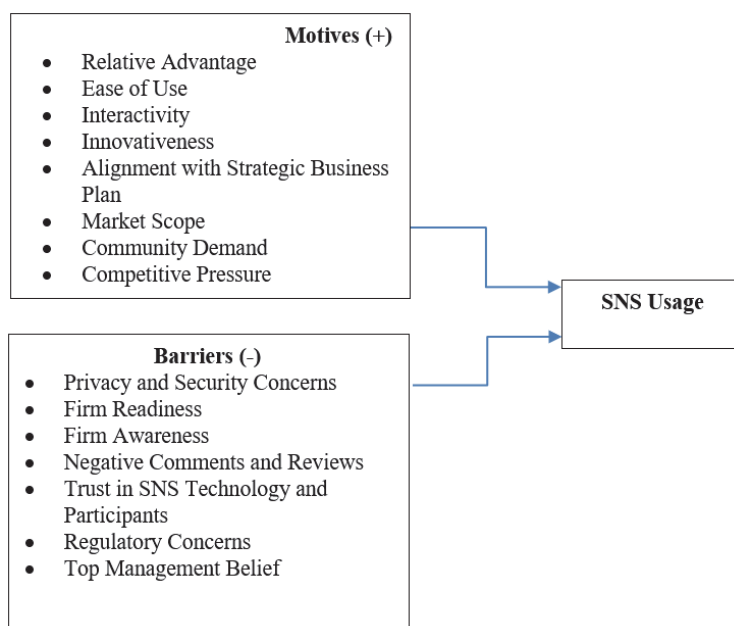 Motives (+)
• Relative Advantage
• Ease of Use
• Interactivity
• Innovativeness
• Alignment with Strategic Business
Plan
• Market Scope
• Community Demand
• Competitive Pressure
SNS Usage
Barriers (-)
• Privacy and Security Concerns
• Firm Readiness
• Firm Awareness
• Negative Comments and Reviews
• Trust in SNS Technology and
Participants
• Regulatory Concerns
• Top Management Belief